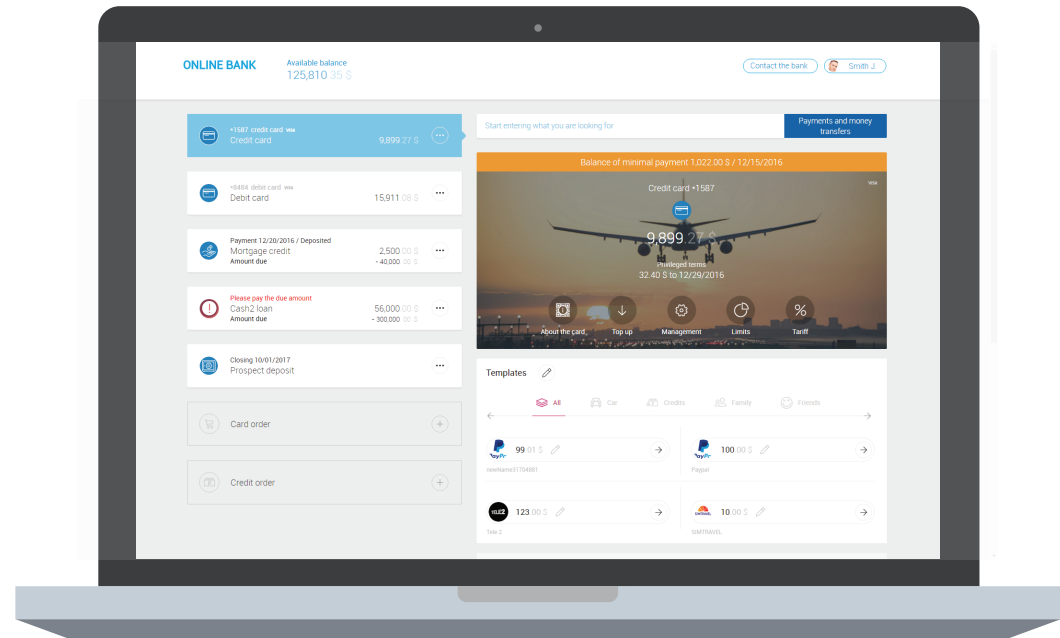 ONLINE BANK
Available balance
125,810.35 $
Contact the bank
Smith J.
*1587 credit card VISA
Credit card
9,899.27 $
*8484 debit card VISA
Debit card
15,911.08 $
Payment 12/20/2016 / Deposited
Mortgage credit
2,500.00 $
Amount due
- 40,000.00 $
Please pay the due amount
Cash2 loan
56,000.00 $
Amount due
- 300,000.00 $
Closing 10/01/2017
Prospect deposit
Card order
Credit order
Start entering what you are looking for
Payments and money
transfers
Balance of minimal payment 1,022.00 $ / 12/15/2016
Credit card *1587
VISA
9,899.27 $
Privileged terms
32.40 $ to 12/29/2016
About the card
Top up
Management
Limits
Tariff
Templates
All
Car
Credits
Family
Friends
99.01 $
newName31704881
100.00 $
Paypal
TELE2
123.00 $
Tele 2
10.00 $
SIMTRAVEL